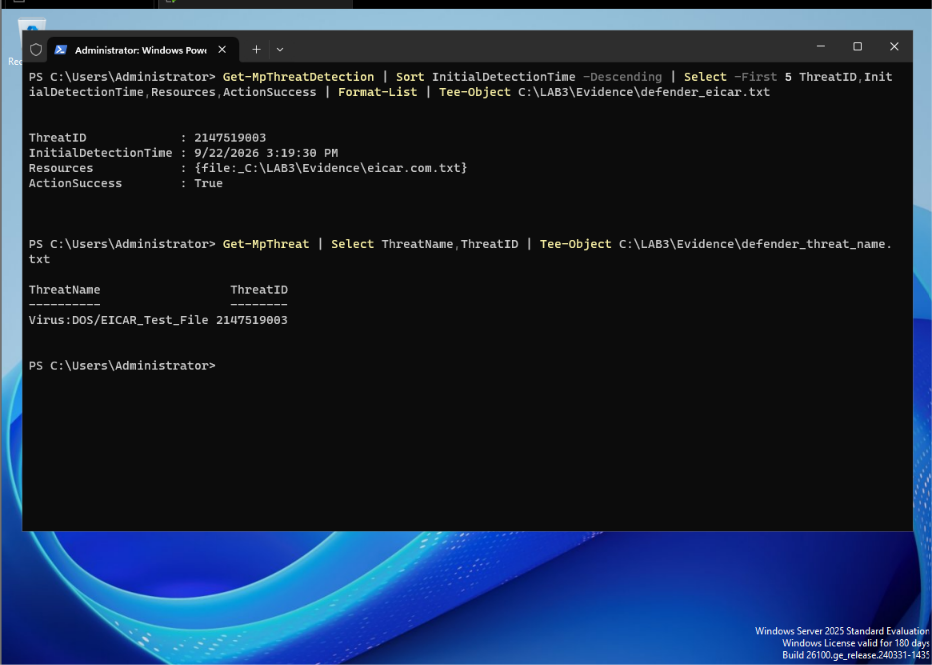 Administrator: Windows Powe
PS C:\Users\Administrator> Get-MpThreatDetection | Sort InitialDetectionTime -Descending | Select -First 5 ThreatID,Init
ialDetectionTime,Resources,ActionSuccess | Format-List | Tee-Object C:\LAB3\Evidence\defender_eicar.txt
ThreatID : 2147519003
InitialDetectionTime : 9/22/2026 3:19:30 PM
Resources : {file:_C:\LAB3\Evidence\eicar.com.txt}
ActionSuccess : True
PS C:\Users\Administrator> Get-MpThreat | Select ThreatName,ThreatID | Tee-Object C:\LAB3\Evidence\defender_threat_name.
txt
ThreatName ThreatID
---------- --------
Virus:DOS/EICAR_Test_File 2147519003
PS C:\Users\Administrator>
Rec
Windows Server 2025 Standard Evaluation
Windows License valid for 180 days
Build 26100.ge_release.240331-1435